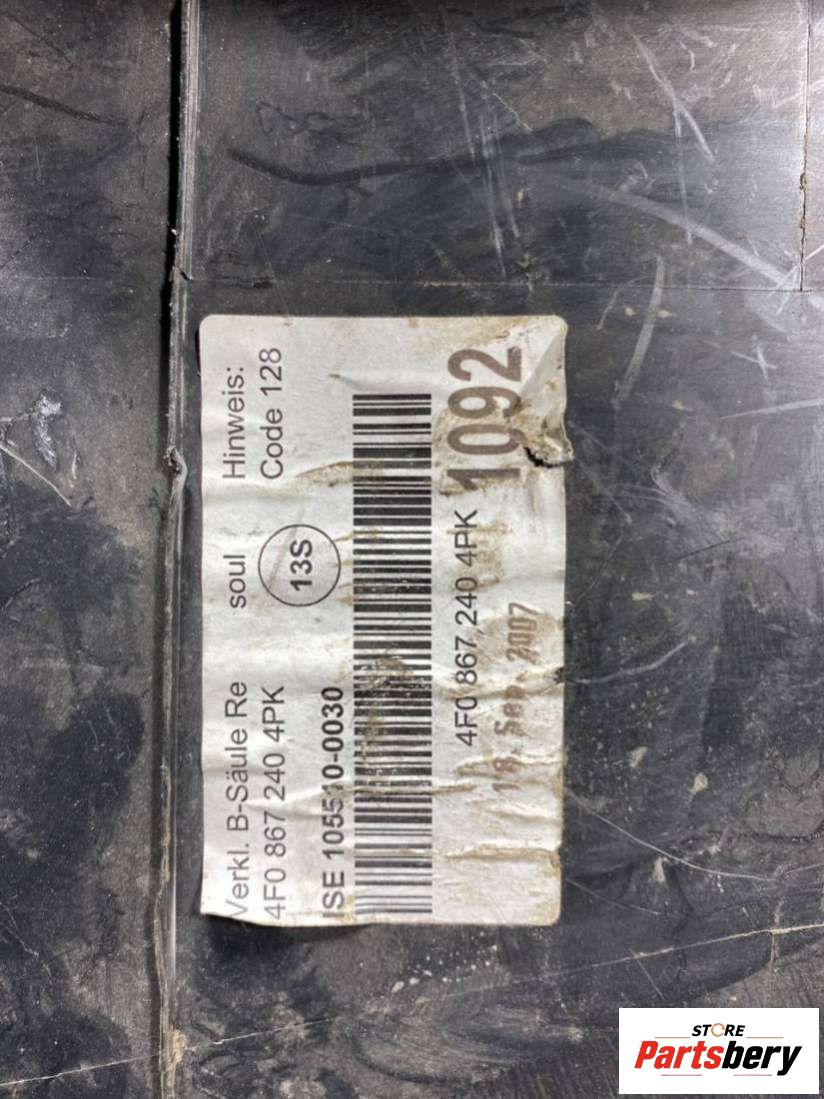 Verkl. B-Säule Re soul Hinweis:
4F0 867 240 4PK 13S Code 128
ISE 105510-0030
4F0 867 240 4PK 1092
18. Sep. 2007
STORE
Partsbery